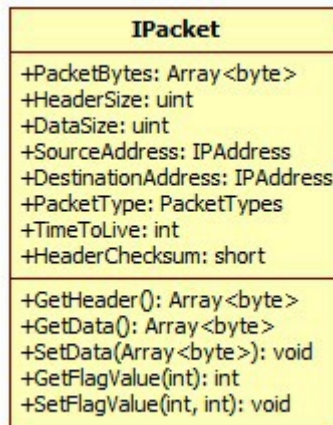 IPacket
+PacketBytes: Array<byte>
+HeaderSize: uint
+DataSize: uint
+SourceAddress: IPAddress
+DestinationAddress: IPAddress
+PacketType: PacketTypes
+TimeToLive: int
+HeaderChecksum: short
+GetHeader(): Array<byte>
+GetData(): Array<byte>
+SetData(Array<byte>): void
+GetFlagValue(int): int
+SetFlagValue(int, int): void